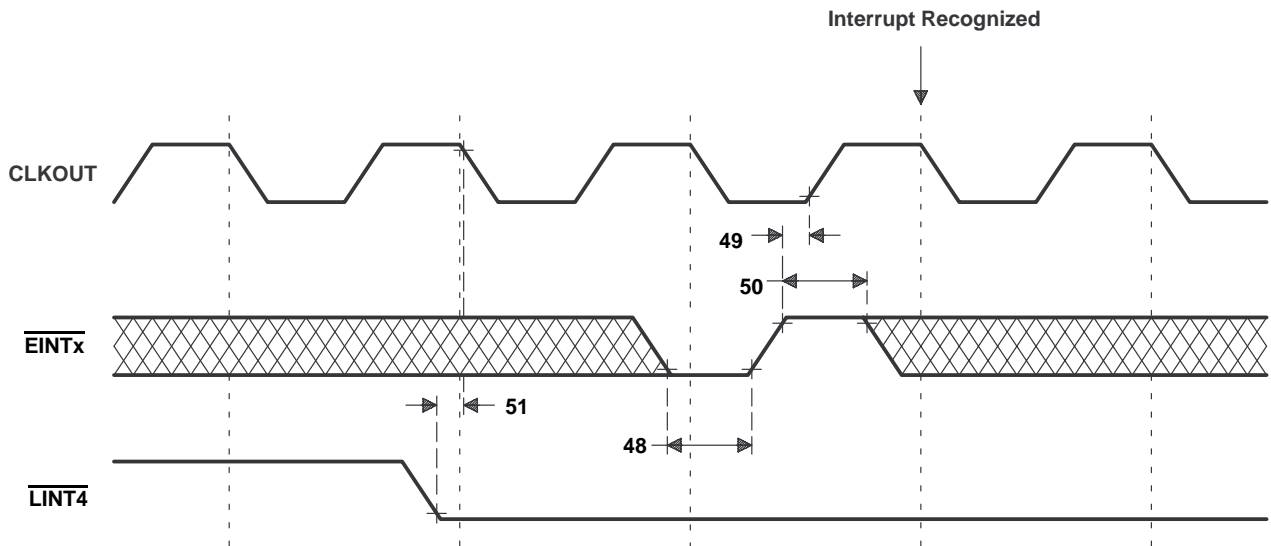 Interrupt Recognized
CLKOUT
49
50
EINTx
51
48
LINT4